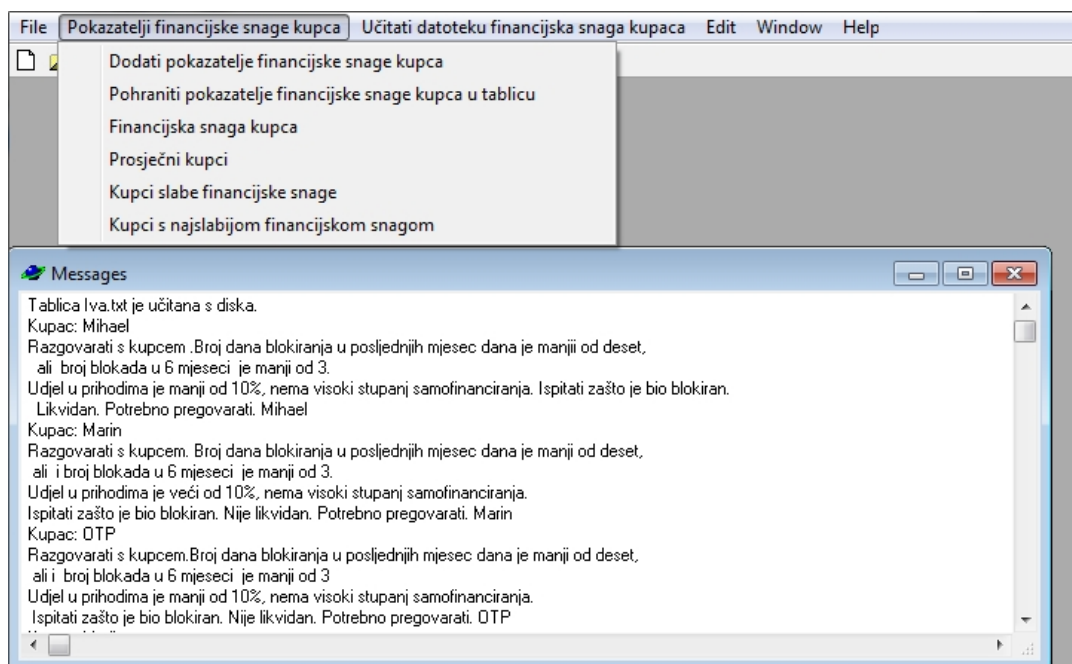 File Pokazatelji financijske snage kupca Učitati datoteku financijska snaga kupaca Edit Window Help
Dodati pokazatelje financijske snage kupca
Pohraniti pokazatelje financijske snage kupca u tablicu
Financijska snaga kupca
Prosječni kupci
Kupci slabe financijske snage
Kupci s najslabijom financijskom snagom
Messages
Tablica Iva.txt je učitana s diska.
Kupac: Mihael
Razgovarati s kupcem .Broj dana blokiranja u posljednjih mjesec dana je manjii od deset,
ali broj blokada u 6 mjeseci je manji od 3.
Udjel u prihodima je manji od 10%, nema visoki stupanj samofinanciranja. Ispitati zašto je bio blokiran.
Likvidan. Potrebno pregovarati. Mihael
Kupac: Marin
Razgovarati s kupcem. Broj dana blokiranja u posljednjih mjesec dana je manji od deset,
ali i broj blokada u 6 mjeseci je manji od 3.
Udjel u prihodima je veći od 10%, nema visoki stupanj samofinanciranja.
Ispitati zašto je bio blokiran. Nije likvidan. Potrebno pregovarati. Marin
Kupac: OTP
Razgovarati s kupcem.Broj dana blokiranja u posljednjih mjesec dana je manji od deset,
ali i broj blokada u 6 mjeseci je manji od 3
Udjel u prihodima je manji od 10%, nema visoki stupanj samofinanciranja.
Ispitati zašto je bio blokiran. Nije likvidan. Potrebno pregovarati. OTP